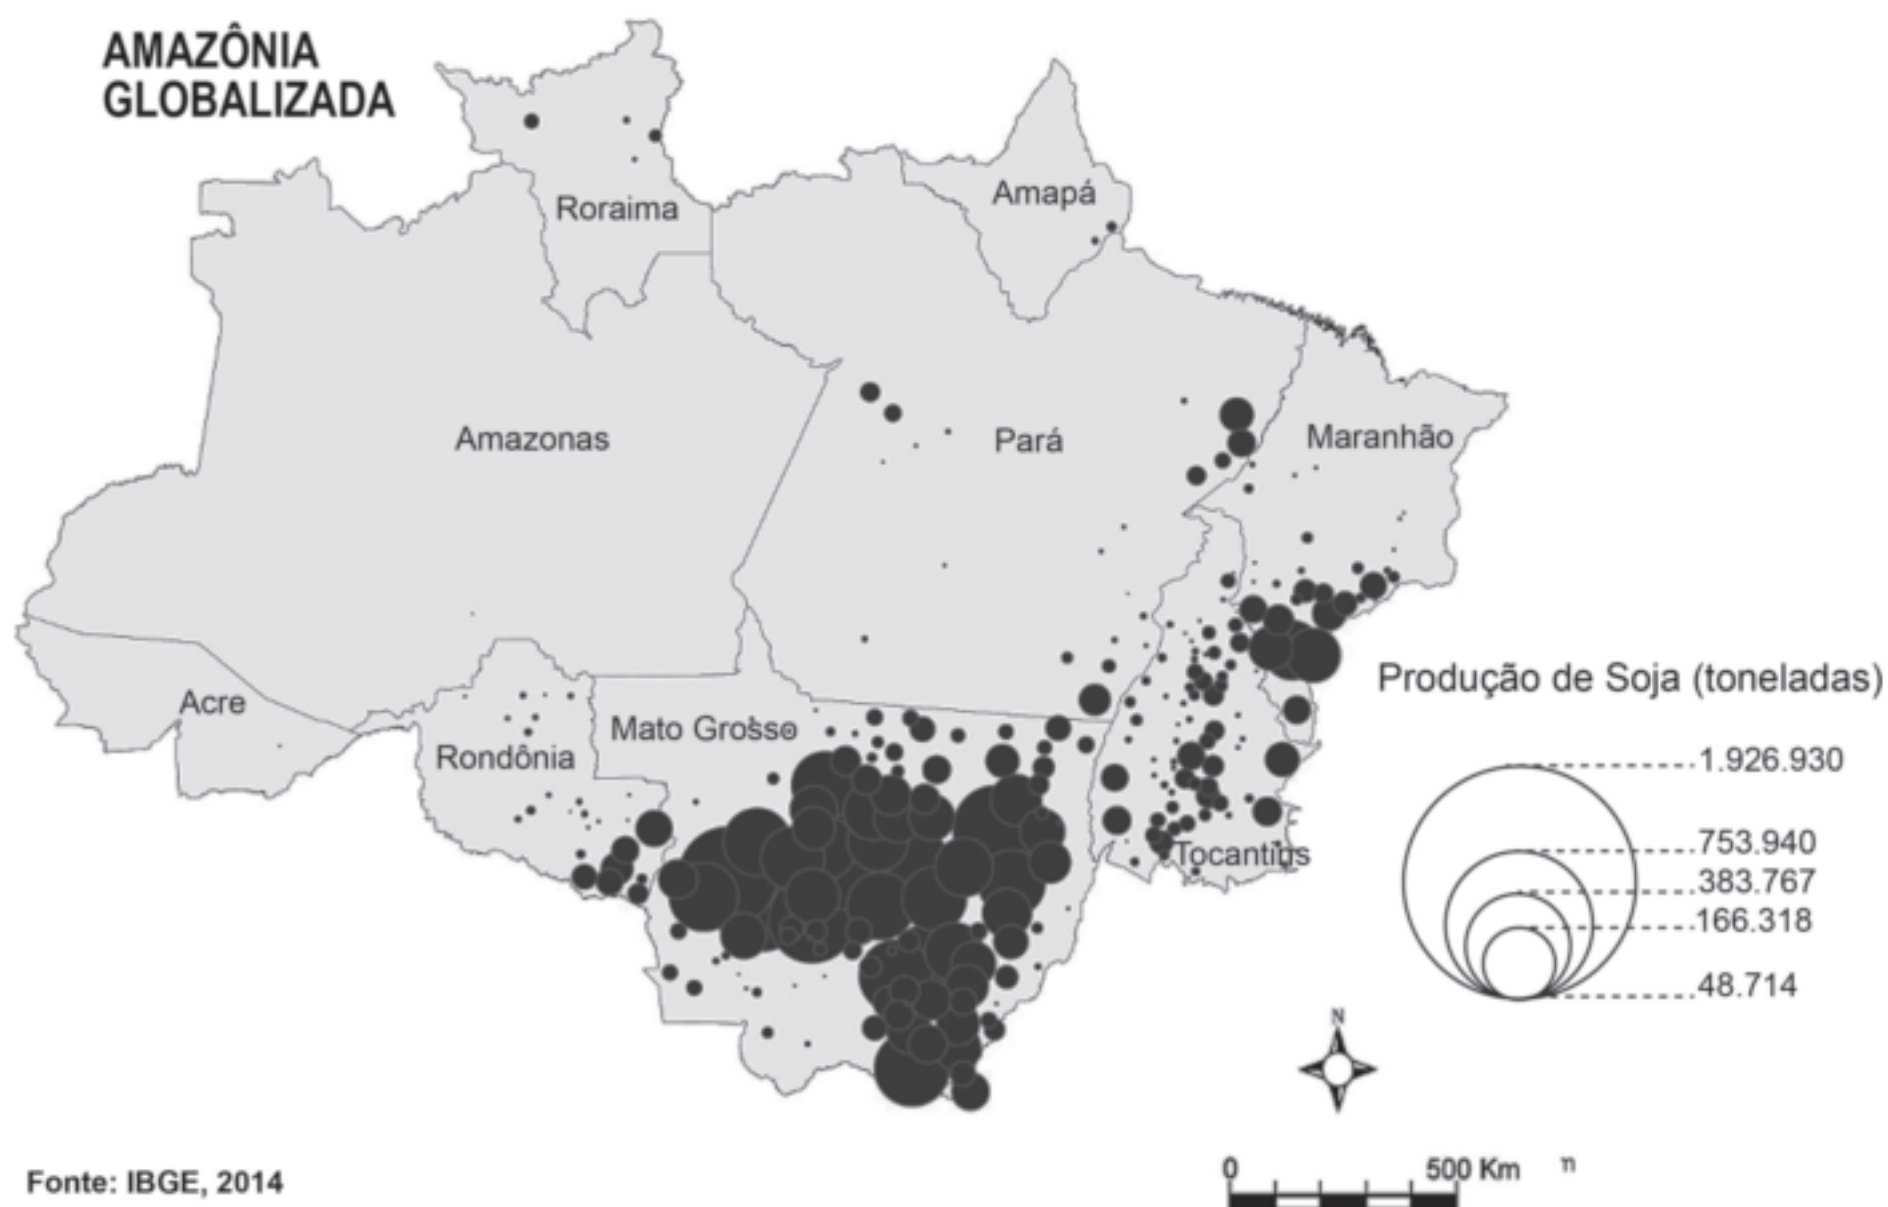 AMAZÔNIA
GLOBALIZADA
Roraima
Amapá
Amazonas
Pará
Maranhão
Acre
Rondônia
Mato Grosso
Tocantins
Produção de Soja (toneladas)
1.926.930
753.940
383.767
166.318
48.714
N
0 500 Km
Fonte: IBGE, 2014